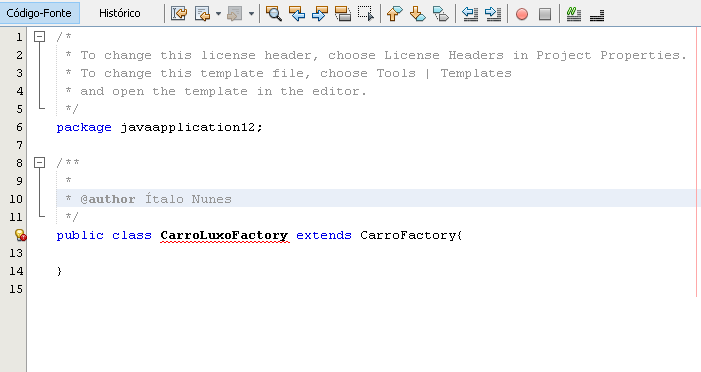 Código-Fonte Histórico
1 /*
2 * To change this license header, choose License Headers in Project Properties.
3 * To change this template file, choose Tools | Templates
4 * and open the template in the editor.
5 */
6 package javaapplication12;
7
8 /**
9 *
10 * @author Ítalo Nunes
11 */
public class CarroLuxoFactory extends CarroFactory{
13
14 }
15